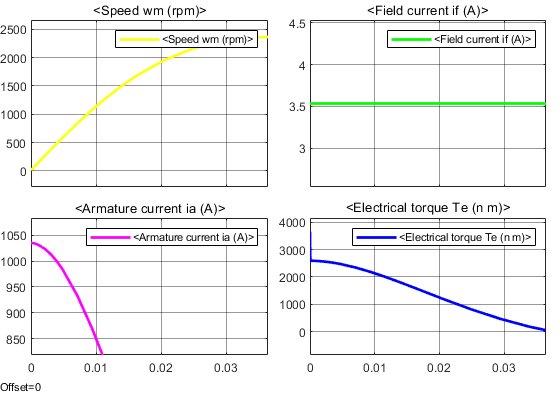 <Speed wm (rpm)>
<Field current if (A)>
<Speed wm (rpm)>
<Field current if (A)>
2500
2000
1500
1000
500
0
4.5
4
3.5
3
<Armature current ia (A)>
<Electrical torque Te (n m)>
<Armature current ia (A)>
<Electrical torque Te (n m)>
1050
1000
950
900
850
4000
3000
2000
1000
0
0 0.01 0.02 0.03
0 0.01 0.02 0.03
Offset=0